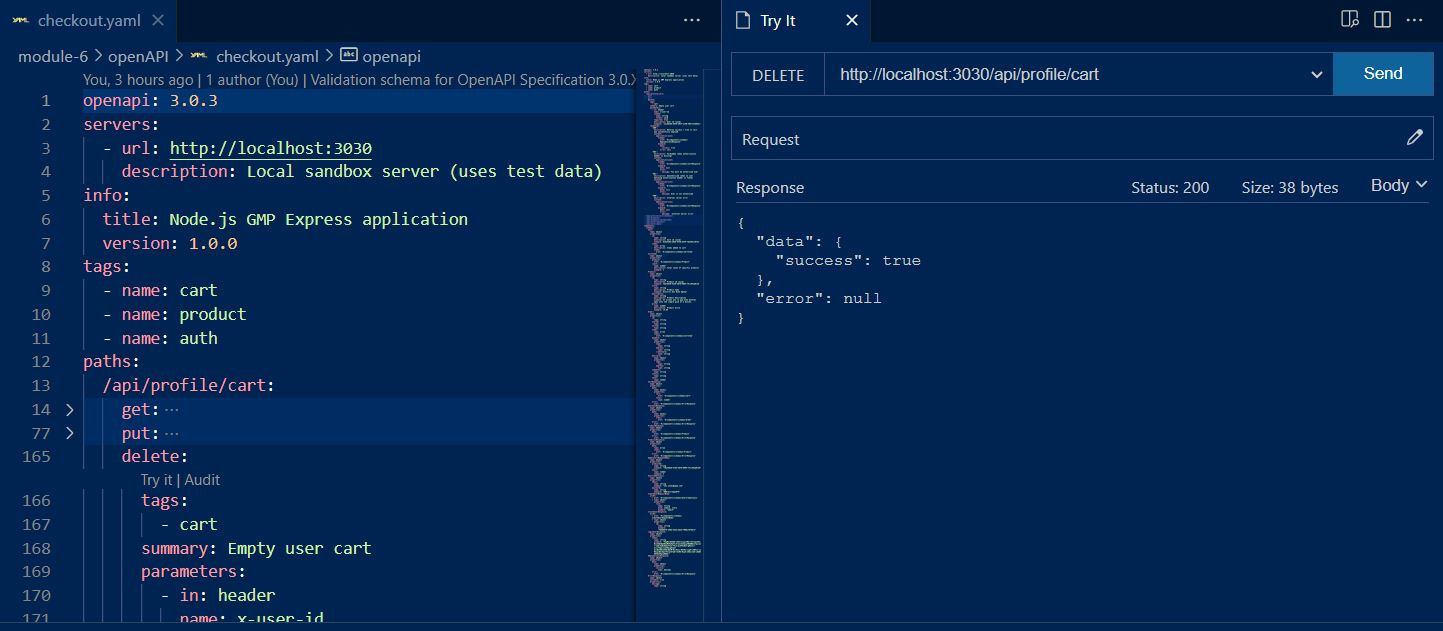 checkout.yaml
module-6 > openAPI > checkout.yaml > openapi
You, 3 hours ago | 1 author (You) | Validation schema for OpenAPI Specification 3.0.X
1 openapi: 3.0.3
2 servers:
3 - url: http://localhost:3030
4 description: Local sandbox server (uses test data)
5 info:
6 title: Node.js GMP Express application
7 version: 1.0.0
8 tags:
9 - name: cart
10 - name: product
11 - name: auth
12 paths:
13 /api/profile/cart:
14 get: ...
77 put: ...
165 delete:
Try it | Audit
166 tags:
167 - cart
168 summary: Empty user cart
169 parameters:
170 - in: header
171 name: x-user-id
Try It
DELETE http://localhost:3030/api/profile/cart Send
Request
Response Status: 200 Size: 38 bytes Body
{
"data": {
"success": true
},
"error": null
}